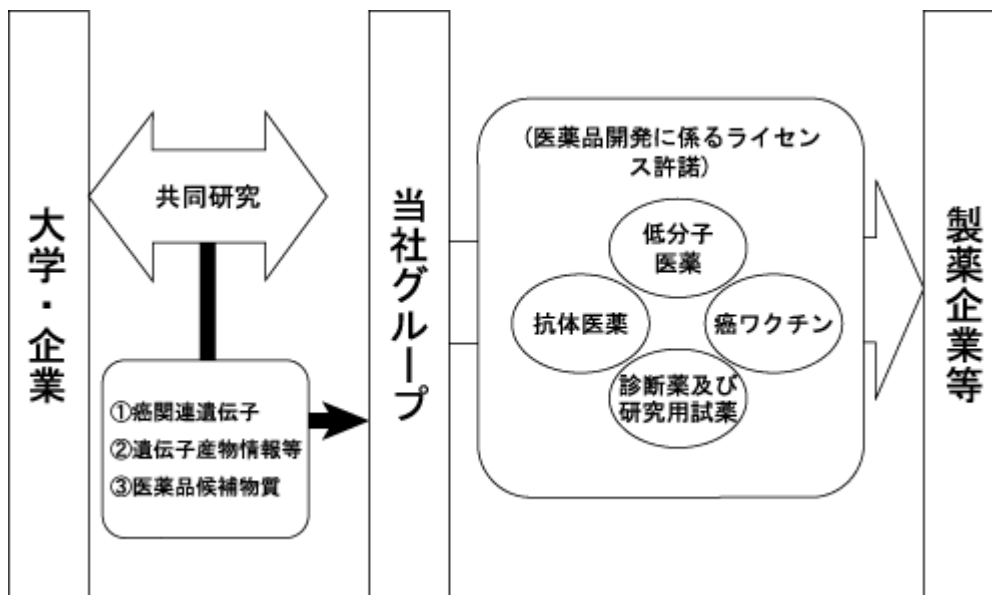 大学・企業
共同研究
①癌関連遺伝子
②遺伝子産物情報等
③医薬品候補物質
当社グループ
(医薬品開発に係るライセン
ス許諾)
低分子
医薬
抗体医薬
癌ワクチン
診断薬及び
研究用試薬
製薬企業等